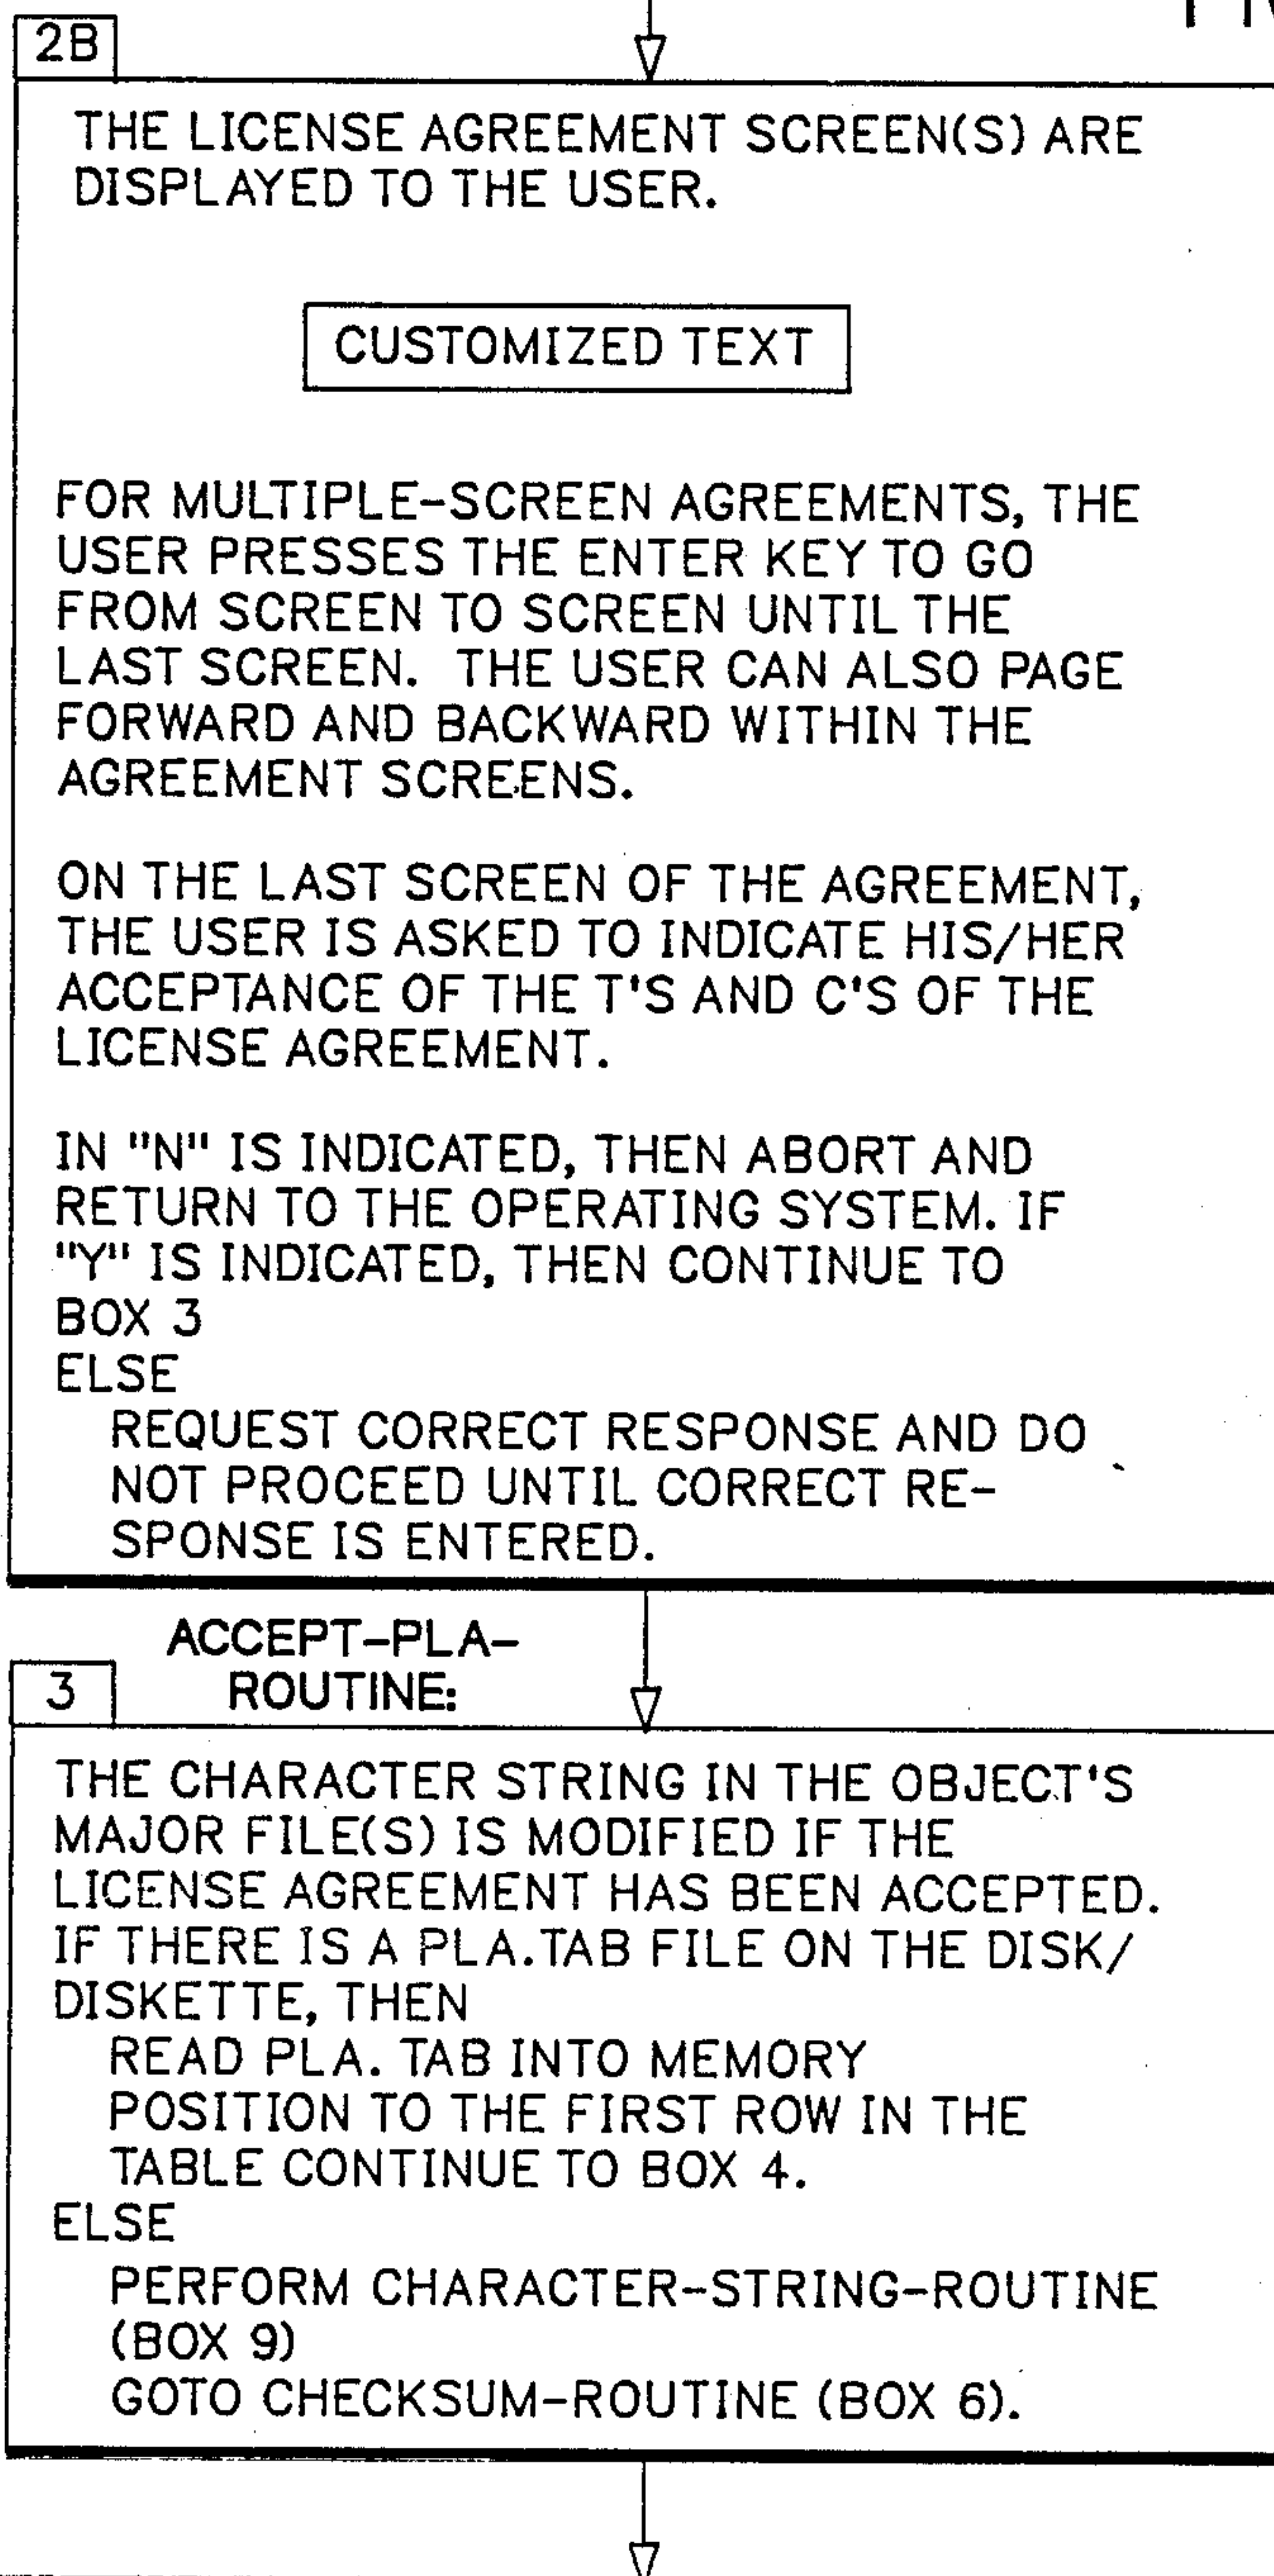 2B
THE LICENSE AGREEMENT SCREEN(S) ARE
DISPLAYED TO THE USER.
CUSTOMIZED TEXT
FOR MULTIPLE-SCREEN AGREEMENTS, THE
USER PRESSES THE ENTER KEY TO GO
FROM SCREEN TO SCREEN UNTIL THE
LAST SCREEN. THE USER CAN ALSO PAGE
FORWARD AND BACKWARD WITHIN THE
AGREEMENT SCREENS.
ON THE LAST SCREEN OF THE AGREEMENT,
THE USER IS ASKED TO INDICATE HIS/HER
ACCEPTANCE OF THE T'S AND C'S OF THE
LICENSE AGREEMENT.
IN "N" IS INDICATED, THEN ABORT AND
RETURN TO THE OPERATING SYSTEM. IF
"Y" IS INDICATED, THEN CONTINUE TO
BOX 3
ELSE
REQUEST CORRECT RESPONSE AND DO
NOT PROCEED UNTIL CORRECT RE-
SPONSE IS ENTERED.
ACCEPT-PLA-
ROUTINE:
3
THE CHARACTER STRING IN THE OBJECT'S
MAJOR FILE(S) IS MODIFIED IF THE
LICENSE AGREEMENT HAS BEEN ACCEPTED.
IF THERE IS A PLA.TAB FILE ON THE DISK/
DISKETTE, THEN
READ PLA. TAB INTO MEMORY
POSITION TO THE FIRST ROW IN THE
TABLE CONTINUE TO BOX 4.
ELSE
PERFORM CHARACTER-STRING-ROUTINE
(BOX 9)
GOTO CHECKSUM-ROUTINE (BOX 6).